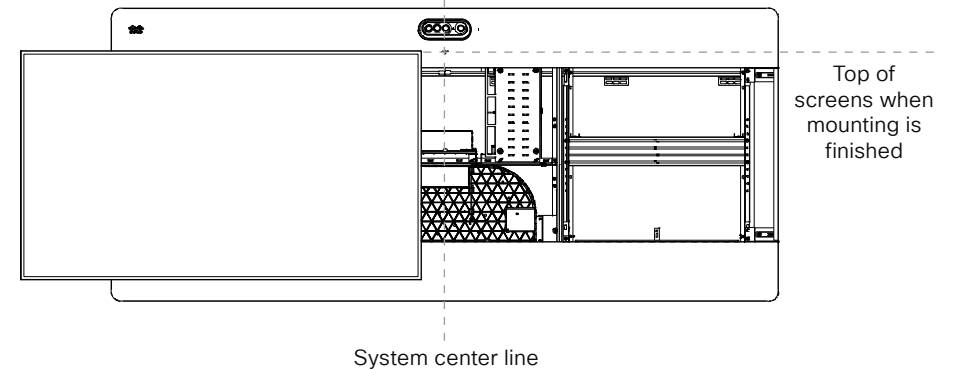 Top of
screens when
mounting is
finished
System center line